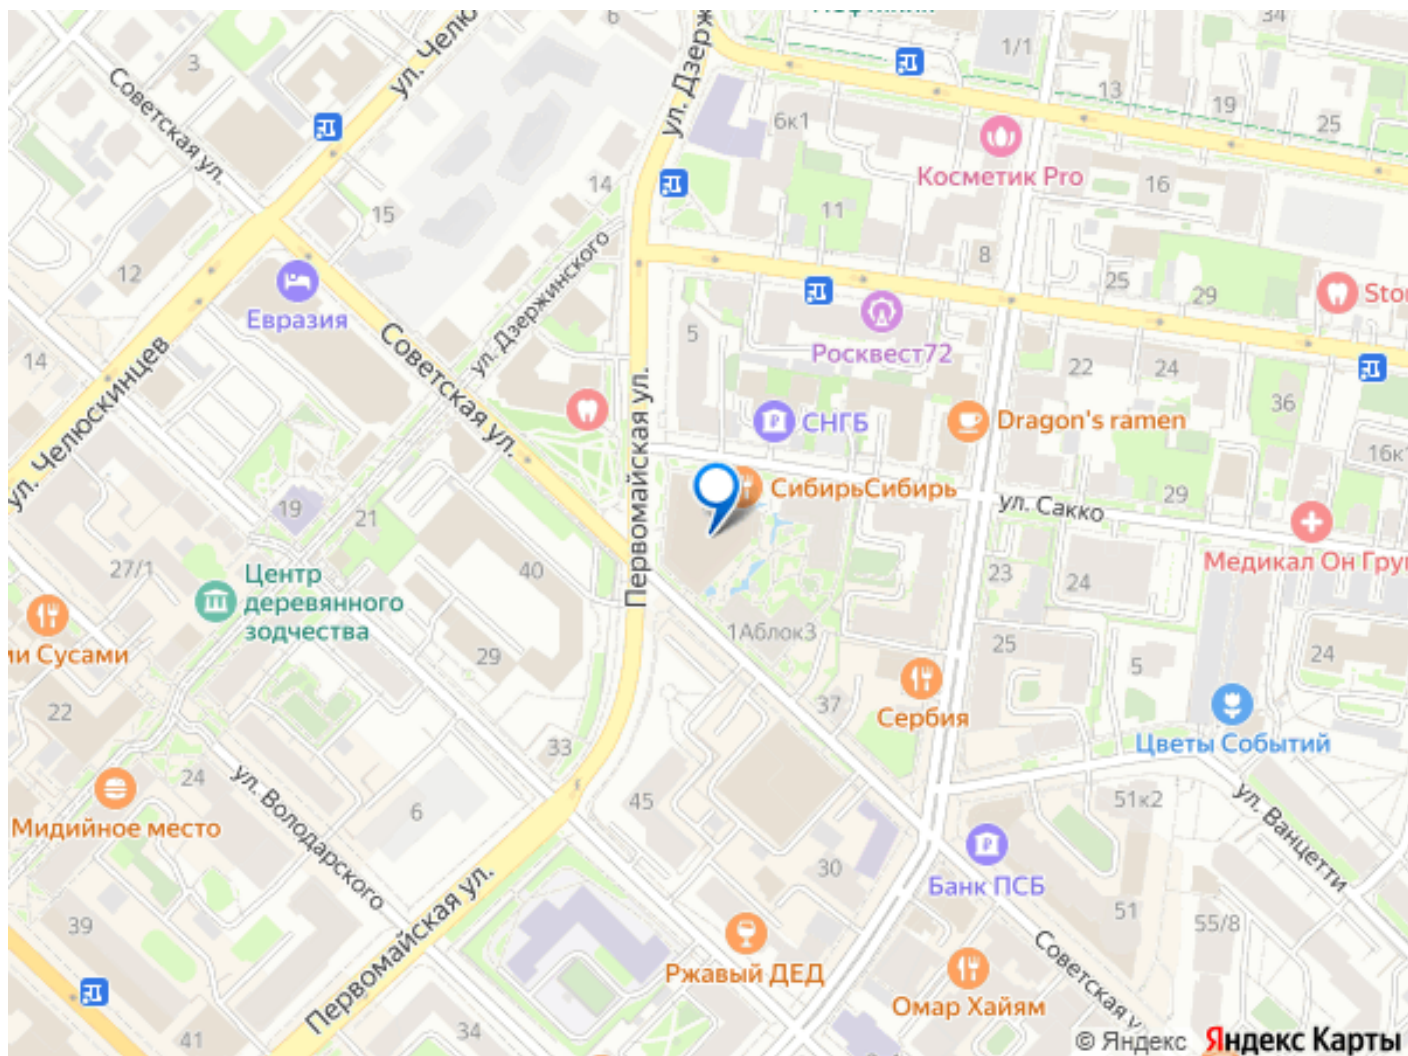 6
34
1/1
3
ул. Дзерж
13
19
25
6к1
Советская ул.
Косметик Pro
16
14
15
11
8
12
25
29
Stor
Евразия
ул. Дзержинского
5
Росквест72
22
24
14
36
Советская ул.
Первомайская ул.
СНГБ
Dragon's ramen
16к1
ул. Челюскинцев
СибирьСибирь
29
ул. Сакко
19
21
Медикал Он Груп
27/1
Центр
деревянного
зодчества
40
23
24
1Аблок3
25
24
ми Сусами
29
5
22
Сербия
37
Цветы Событий
33
24
ул. Володарского
6
45
51к2
ул. Ванцетти
Мидийное место
30
Банк ПСБ
39
Первомайская ул.
51
55/8
Ржавый ДЕД
Омар Хайям
Советская у
41
34
© Яндекс Яндекс Карты